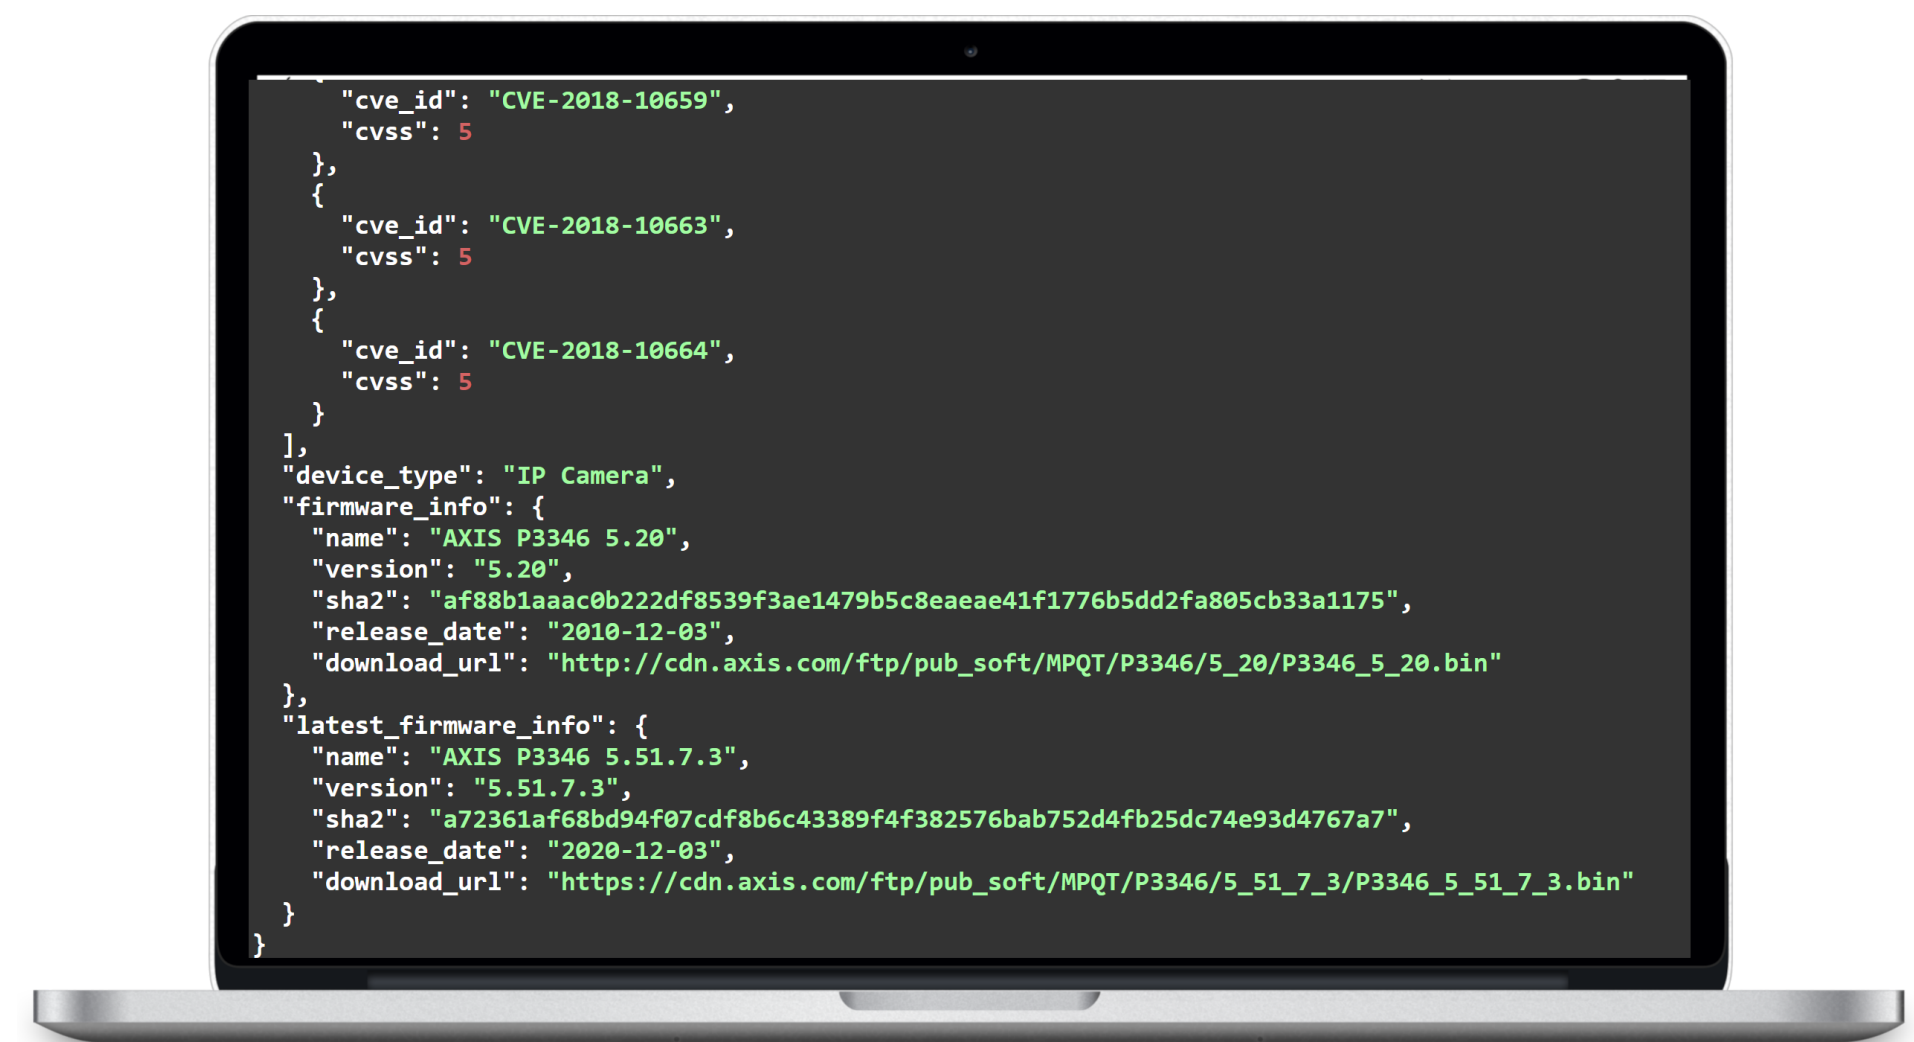 "cve_id": "CVE-2018-10659",
"cvss": 5
},
{
"cve_id": "CVE-2018-10663",
"cvss": 5
},
{
"cve_id": "CVE-2018-10664",
"cvss": 5
}
],
"device_type": "IP Camera",
"firmware_info": {
"name": "AXIS P3346 5.20",
"version": "5.20",
"sha2": "af88b1aaac0b222df8539f3ae1479b5c8eaeae41f1776b5dd2fa805cb33a1175",
"release_date": "2010-12-03",
"download_url": "http://cdn.axis.com/ftp/pub_soft/MPQT/P3346/5_20/P3346_5_20.bin"
},
"latest_firmware_info": {
"name": "AXIS P3346 5.51.7.3",
"version": "5.51.7.3",
"sha2": "a72361af68bd94f07cdf8b6c43389f4f382576bab752d4fb25dc74e93d4767a7",
"release_date": "2020-12-03",
"download_url": "https://cdn.axis.com/ftp/pub_soft/MPQT/P3346/5_51_7_3/P3346_5_51_7_3.bin"
}
}